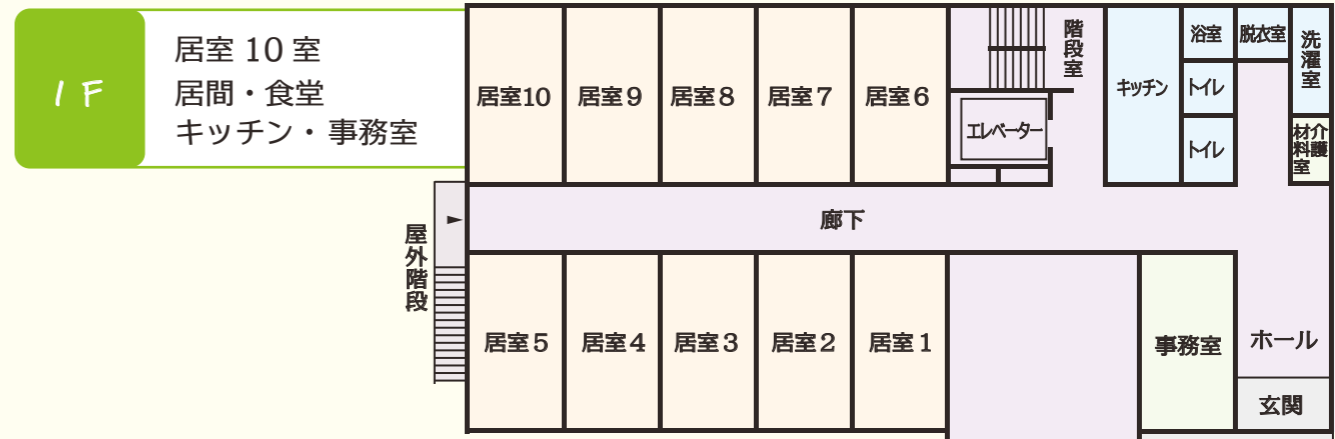 1F
居室 10 室
居間・食堂
キッチン・事務室
居室10
居室9
居室8
居室7
居室6
エレベーター
階段室
キッチン
浴室
脱衣室
洗濯室
トイレ
トイレ
介護材料室
廊下
屋外階段
居室5
居室4
居室3
居室2
居室1
事務室
ホール
玄関